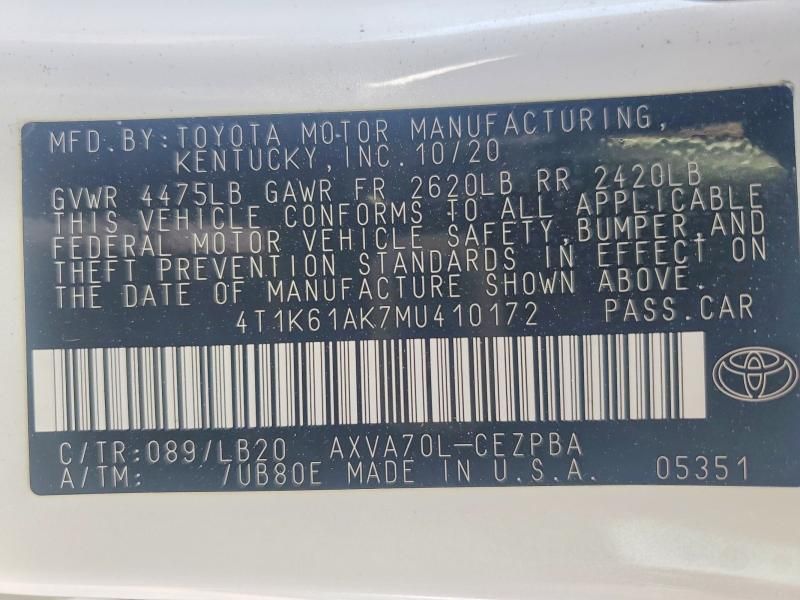 MFD. BY: TOYOTA MOTOR MANUFACTURING,
KENTUCKY, INC. 10/20
GVWR 4475LB GAWR FR 2620LB RR 2420LB
THIS VEHICLE CONFORMS TO ALL APPLICABLE
FEDERAL MOTOR VEHICLE SAFETY, BUMPER, AND
THEFT PREVENTION STANDARDS IN EFFECT ON
THE DATE OF MANUFACTURE SHOWN ABOVE.
4T1K61AK7MU410172 PASS. CAR
C/TR: 089/LB20 AXVA70L-CEZPBA
A/TM: /UB80E MADE IN U.S.A. 05351